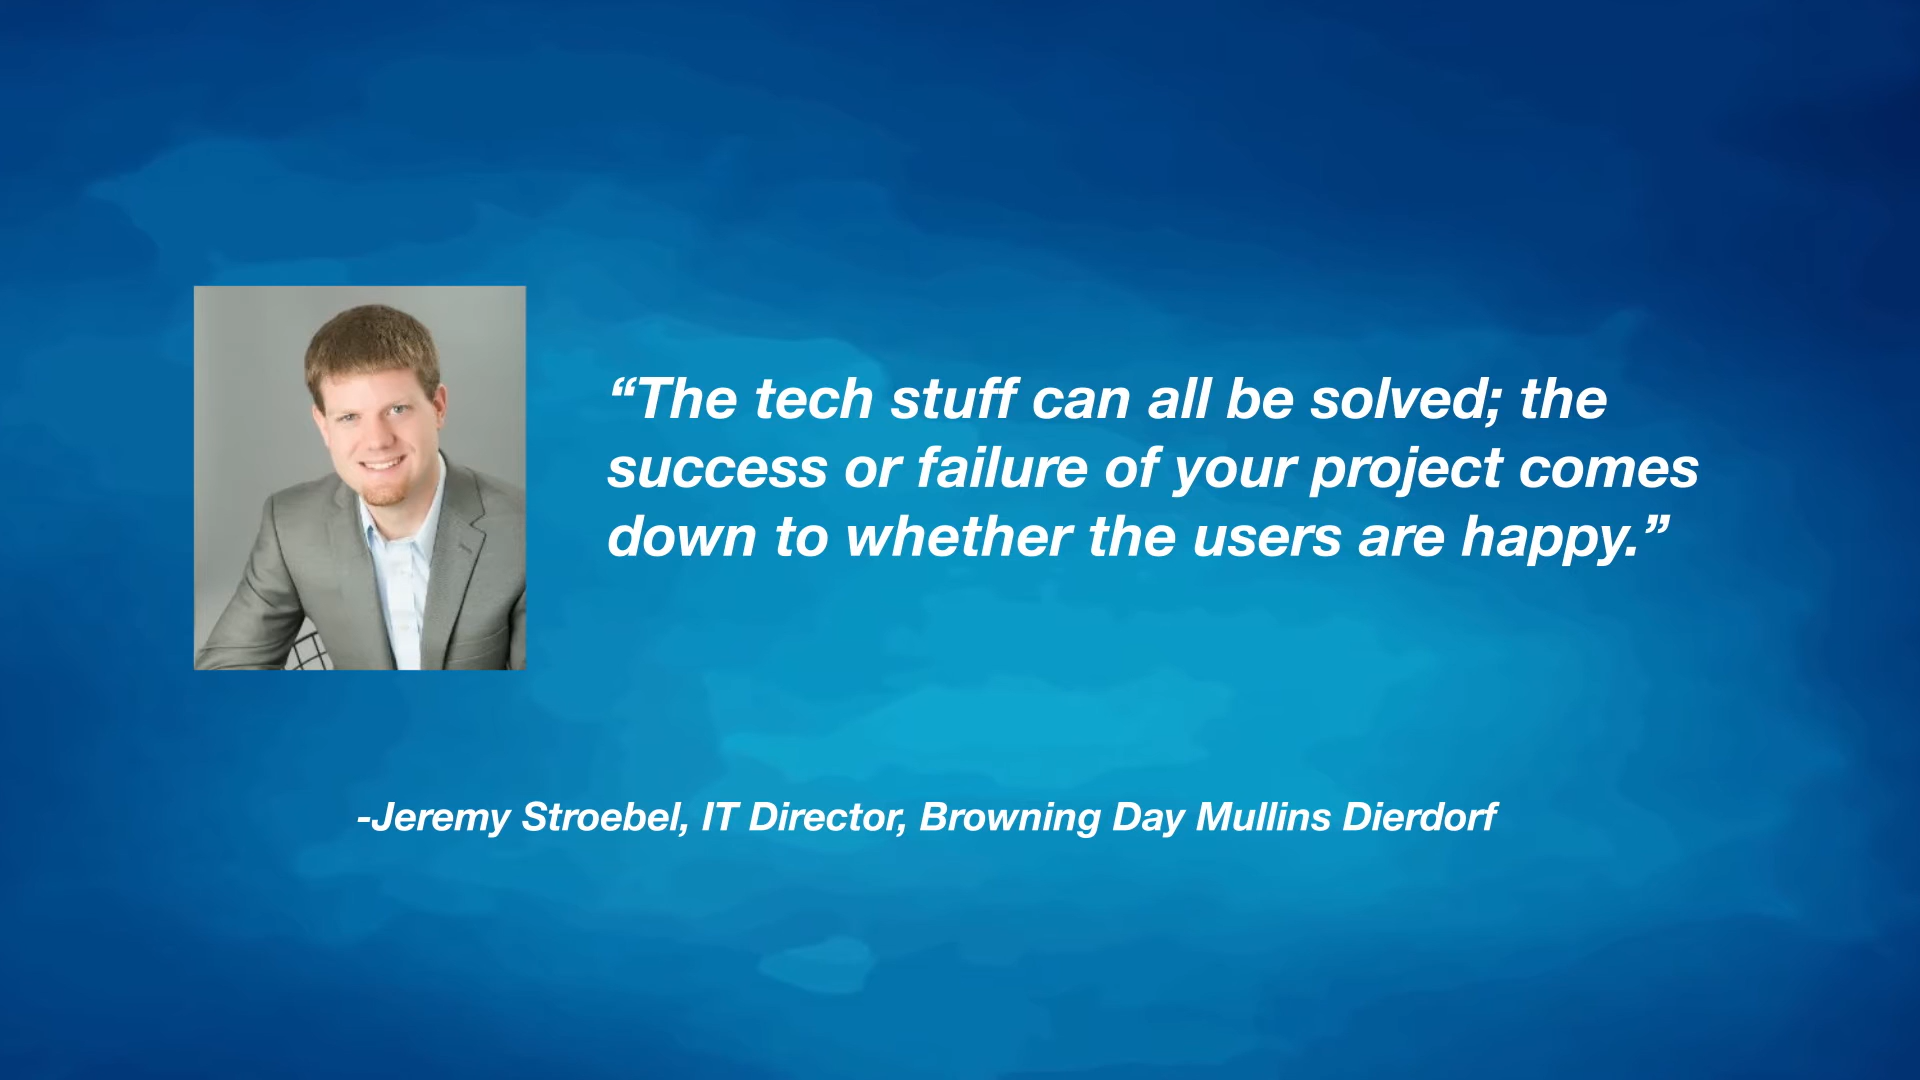 “The tech stuff can all be solved; the
success or failure of your project comes
down to whether the users are happy.”
-Jeremy Stroebel, IT Director, Browning Day Mullins Dierdorf